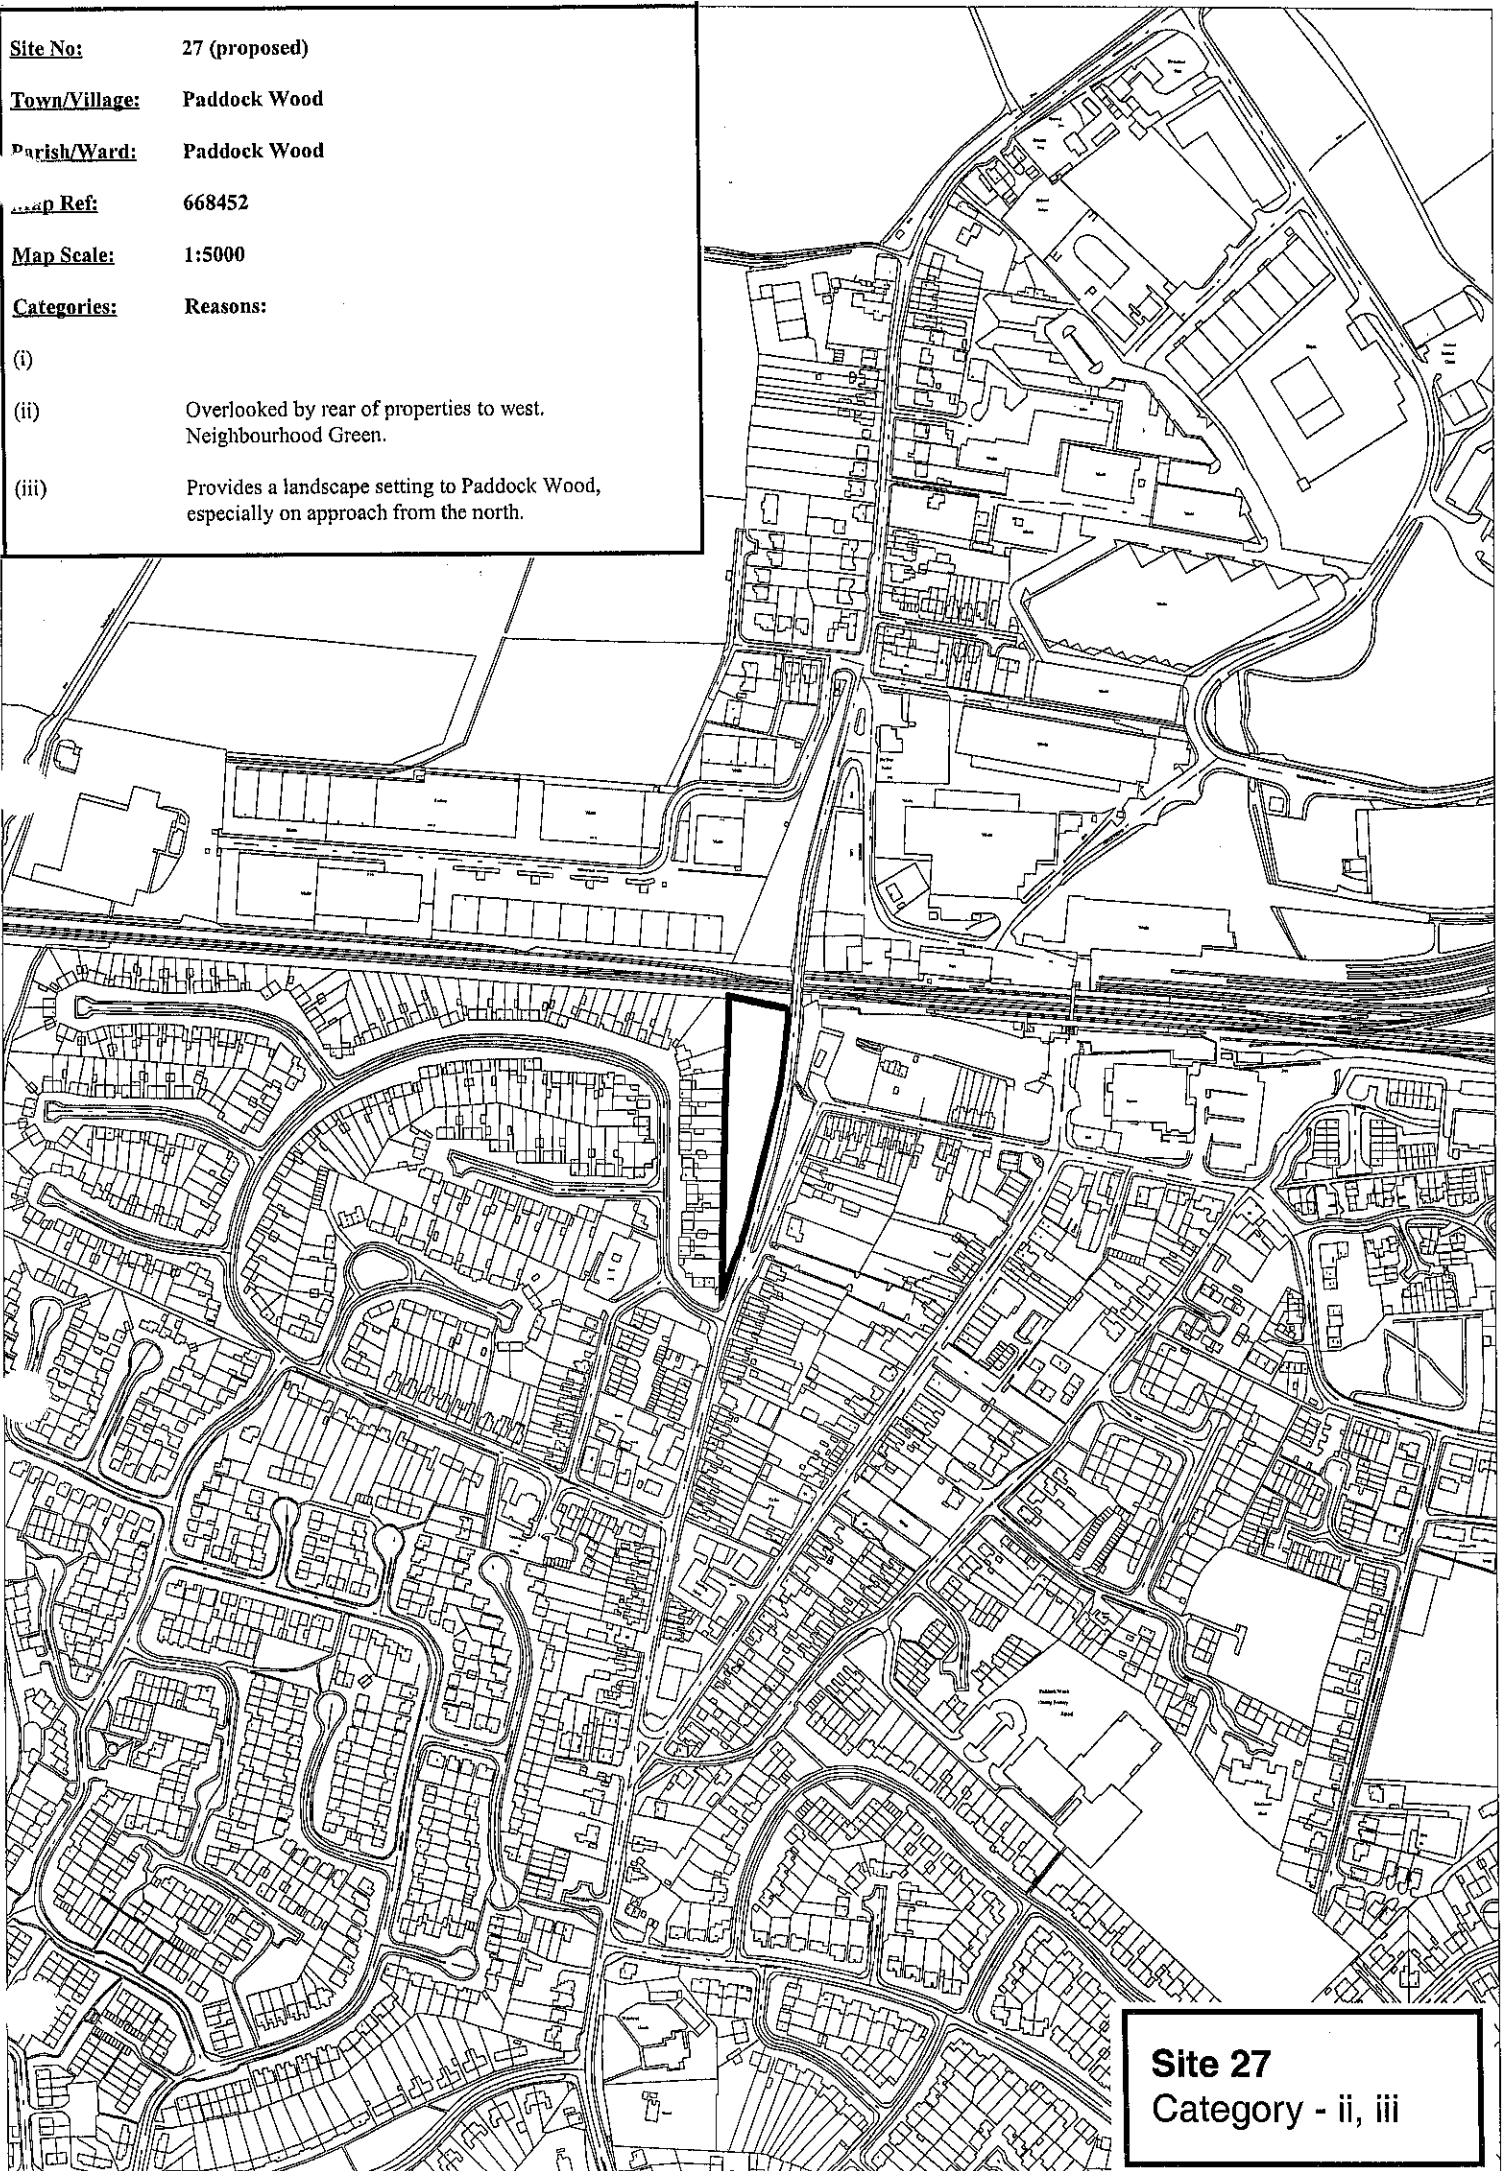 Site No: 27 (proposed)
Town/Village: Paddock Wood
Parish/Ward: Paddock Wood
Ref: 668452
Map Scale: 1:5000
Categories: Reasons:
(i)
(ii) Overlooked by rear of properties to west.
Neighbourhood Green.
(iii) Provides a landscape setting to Paddock Wood,
especially on approach from the north.
Site 27
Category - ii, iii